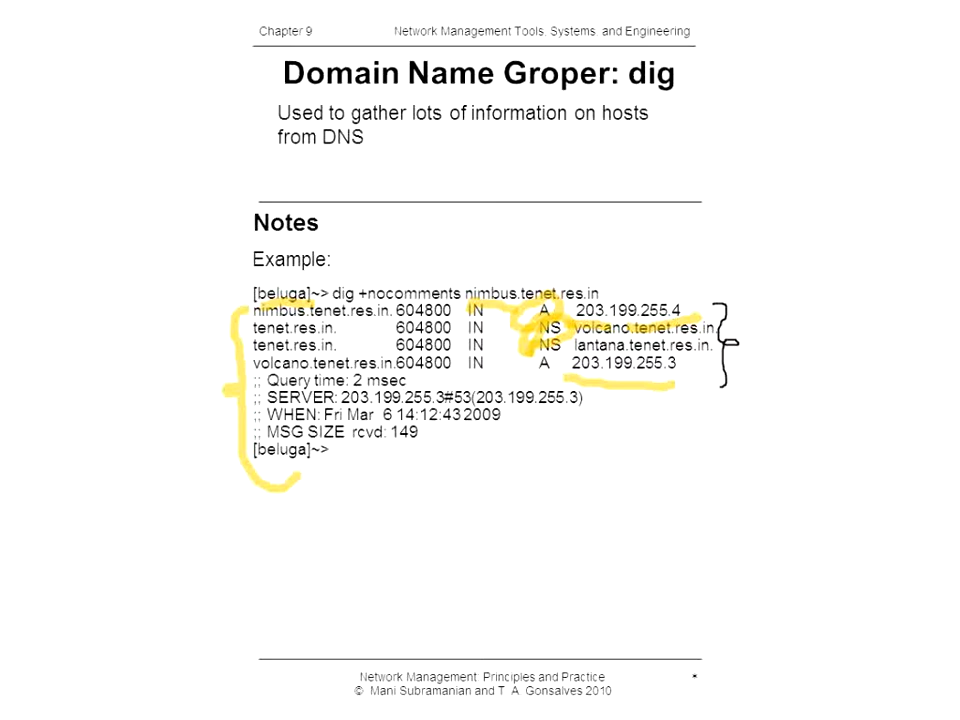 Chapter 9 Network Management Tools, Systems, and Engineering
Domain Name Groper: dig
Used to gather lots of information on hosts
from DNS
Notes
Example:
[beluga]~> dig +nocomments nimbus.tenet.res.in
nimbus.tenet.res.in. 604800 IN A 203.199.255.4
tenet.res.in. 604800 IN NS volcano.tenet.res.in.
tenet.res.in. 604800 IN NS lantana.tenet.res.in.
volcano.tenet.res.in. 604800 IN A 203.199.255.3
;; Query time: 2 msec
;; SERVER: 203.199.255.3#53(203.199.255.3)
;; WHEN: Fri Mar 6 14:12:43 2009
;; MSG SIZE rcvd: 149
[beluga]~>
Network Management: Principles and Practice *
© Mani Subramanian and T. A. Gonsalves 2010